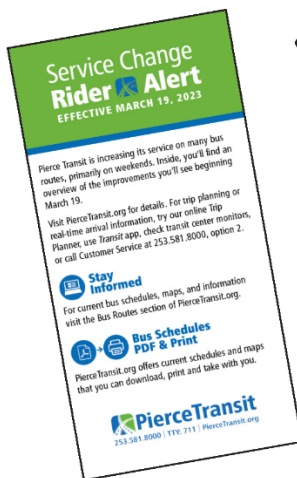 Service Change
Rider Alert
EFFECTIVE MARCH 19, 2023
Pierce Transit is increasing its service on many bus
routes, primarily on weekends. Inside, you'll find an
overview of the improvements you'll see beginning
March 19.
Visit PierceTransit.org for details. For trip planning or
real-time arrival information, try our online Trip
Planner, use Transit app, check transit center monitors,
or call Customer Service at 253.581.8000, option 2.
Stay
Informed
For current bus schedules, maps, and information
visit the Bus Routes section of PierceTransit.org.
Bus Schedules
PDF & Print
PierceTransit.org offers current schedules and maps
that you can download, print and take with you.
PierceTransit
253.581.8000 | TTY: 711 | PierceTransit.org